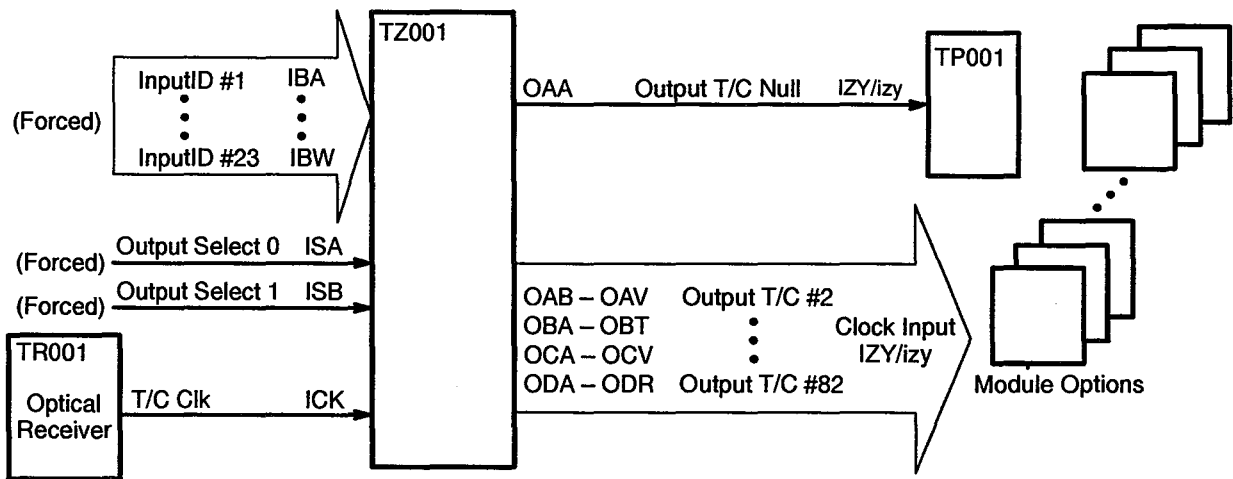 TZ001
InputID #1 IBA
(Forced)
InputID #23 IBW
OAA Output T/C Null IZY/izy
TP001
Output Select 0 ISA
(Forced)
Output Select 1 ISB
(Forced)
TR001
Optical
Receiver
T/C Clk ICK
OAB – OAV Output T/C #2
OBA – OBT
OCA – OCV
ODA – ODR Output T/C #82
Clock Input
IZY/izy
Module Options